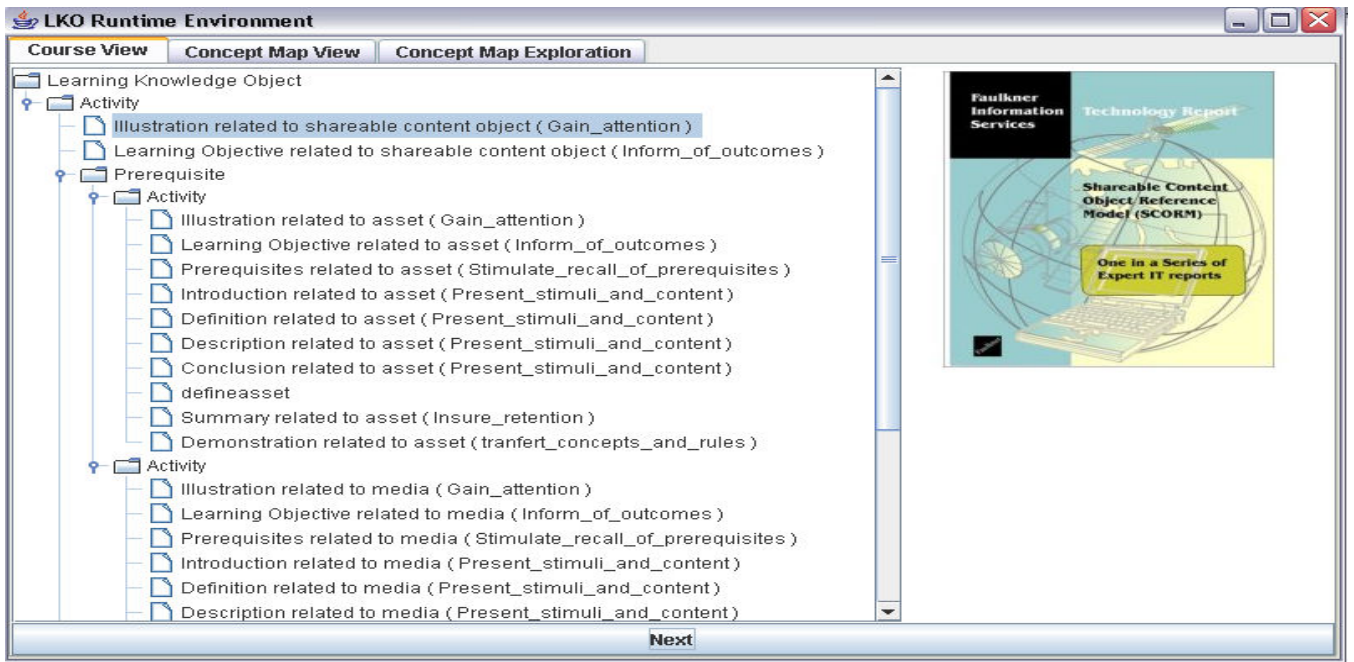 LKO Runtime Environment
Course View
Concept Map View
Concept Map Exploration
Learning Knowledge Object
Activity
Illustration related to shareable content object ( Gain_attention )
Learning Objective related to shareable content object ( Inform_of_outcomes )
Prerequisite
Activity
Illustration related to asset ( Gain_attention )
Learning Objective related to asset ( Inform_of_outcomes )
Prerequisites related to asset ( Stimulate_recall_of_prerequisites )
Introduction related to asset ( Present_stimuli_and_content )
Definition related to asset ( Present_stimuli_and_content )
Description related to asset ( Present_stimuli_and_content )
Conclusion related to asset ( Present_stimuli_and_content )
defineasset
Summary related to asset ( Insure_retention )
Demonstration related to asset ( tranfert_concepts_and_rules )
Activity
Illustration related to media ( Gain_attention )
Learning Objective related to media ( Inform_of_outcomes )
Prerequisites related to media ( Stimulate_recall_of_prerequisites )
Introduction related to media ( Present_stimuli_and_content )
Definition related to media ( Present_stimuli_and_content )
Description related to media ( Present_stimuli_and_content )
Faulkner
Information
Services
Technology Report
Shareable Content
Object Reference
Model (SCORM)
One in a Series of
Expert IT reports
Next